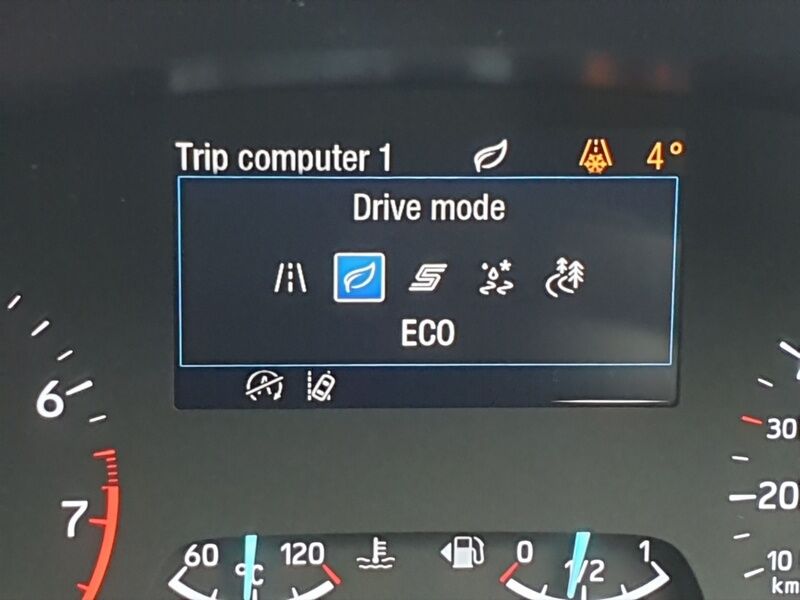 Trip computer 1 4°
Drive mode
ECO
6
7
30
20
10
km
60 °C 120
0 1/2 1